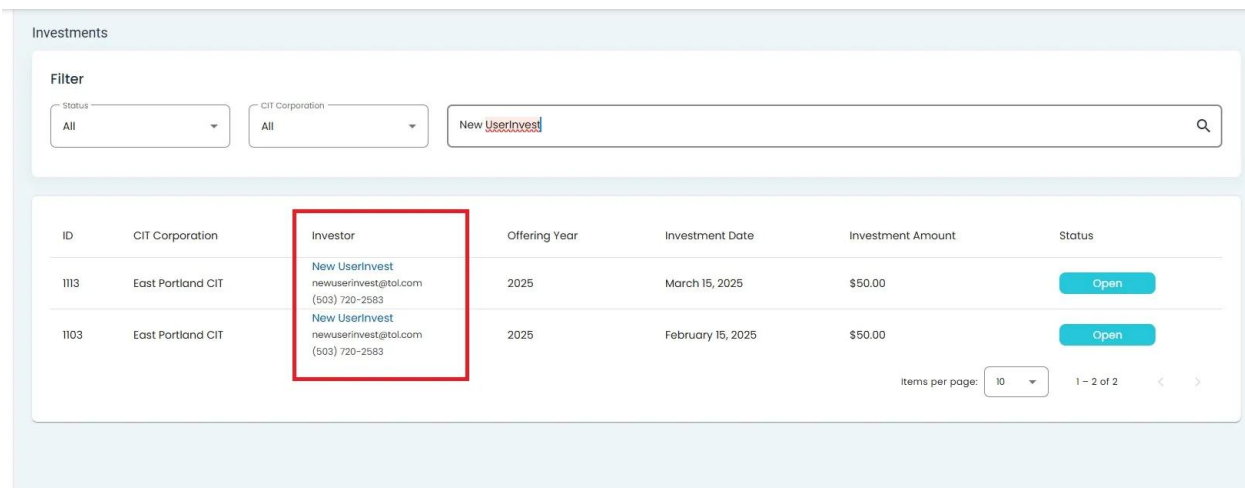 Investments
Filter
Status
All
CIT Corporation
All
New UserInvest
ID CIT Corporation Investor Offering Year Investment Date Investment Amount Status
1113 East Portland CIT New UserInvest 2025 March 15, 2025 $50.00 Open
newuserinvest@tol.com
(503) 720-2583
1103 East Portland CIT New UserInvest 2025 February 15, 2025 $50.00 Open
newuserinvest@tol.com
(503) 720-2583
Items per page: 10 1 – 2 of 2